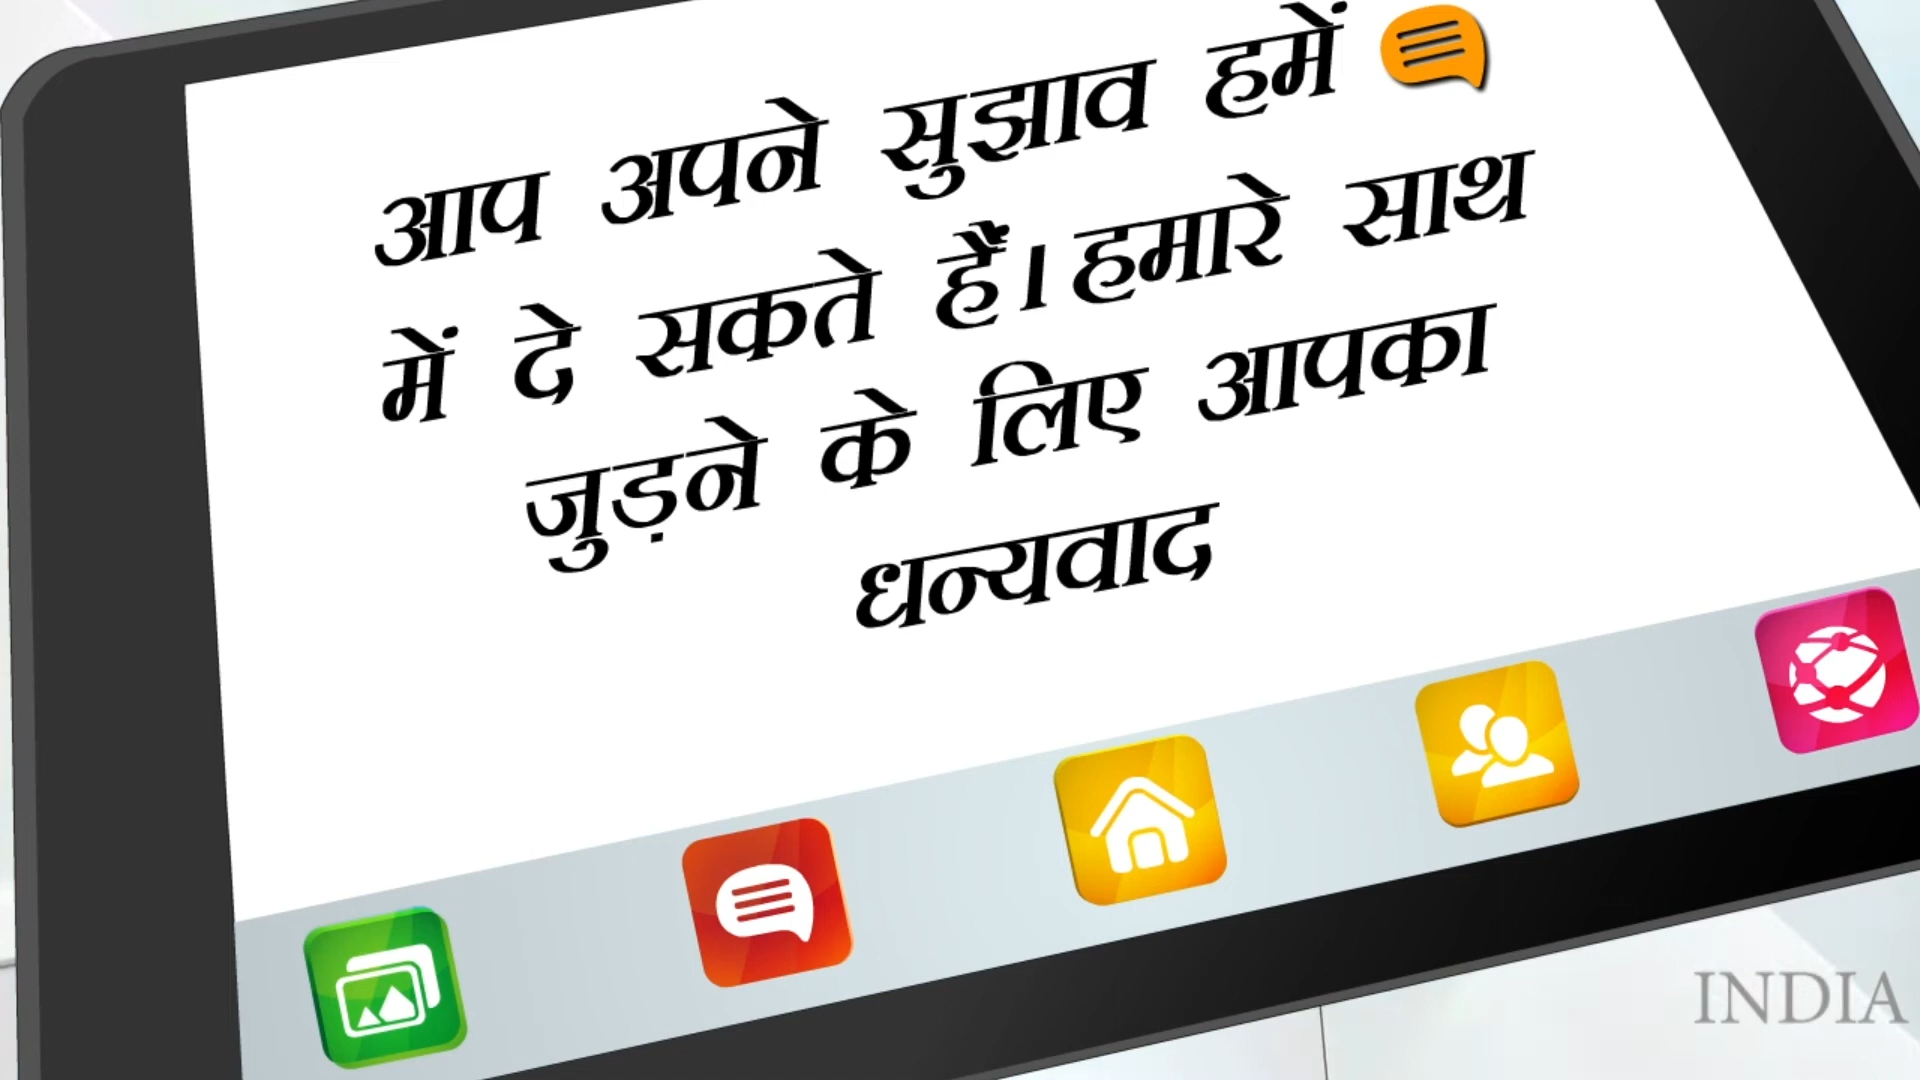 आप अपने सुझाव हमें
में दे सकते हैं। हमारे साथ
जुड़ने के लिए आपका
धन्यवाद
INDIA